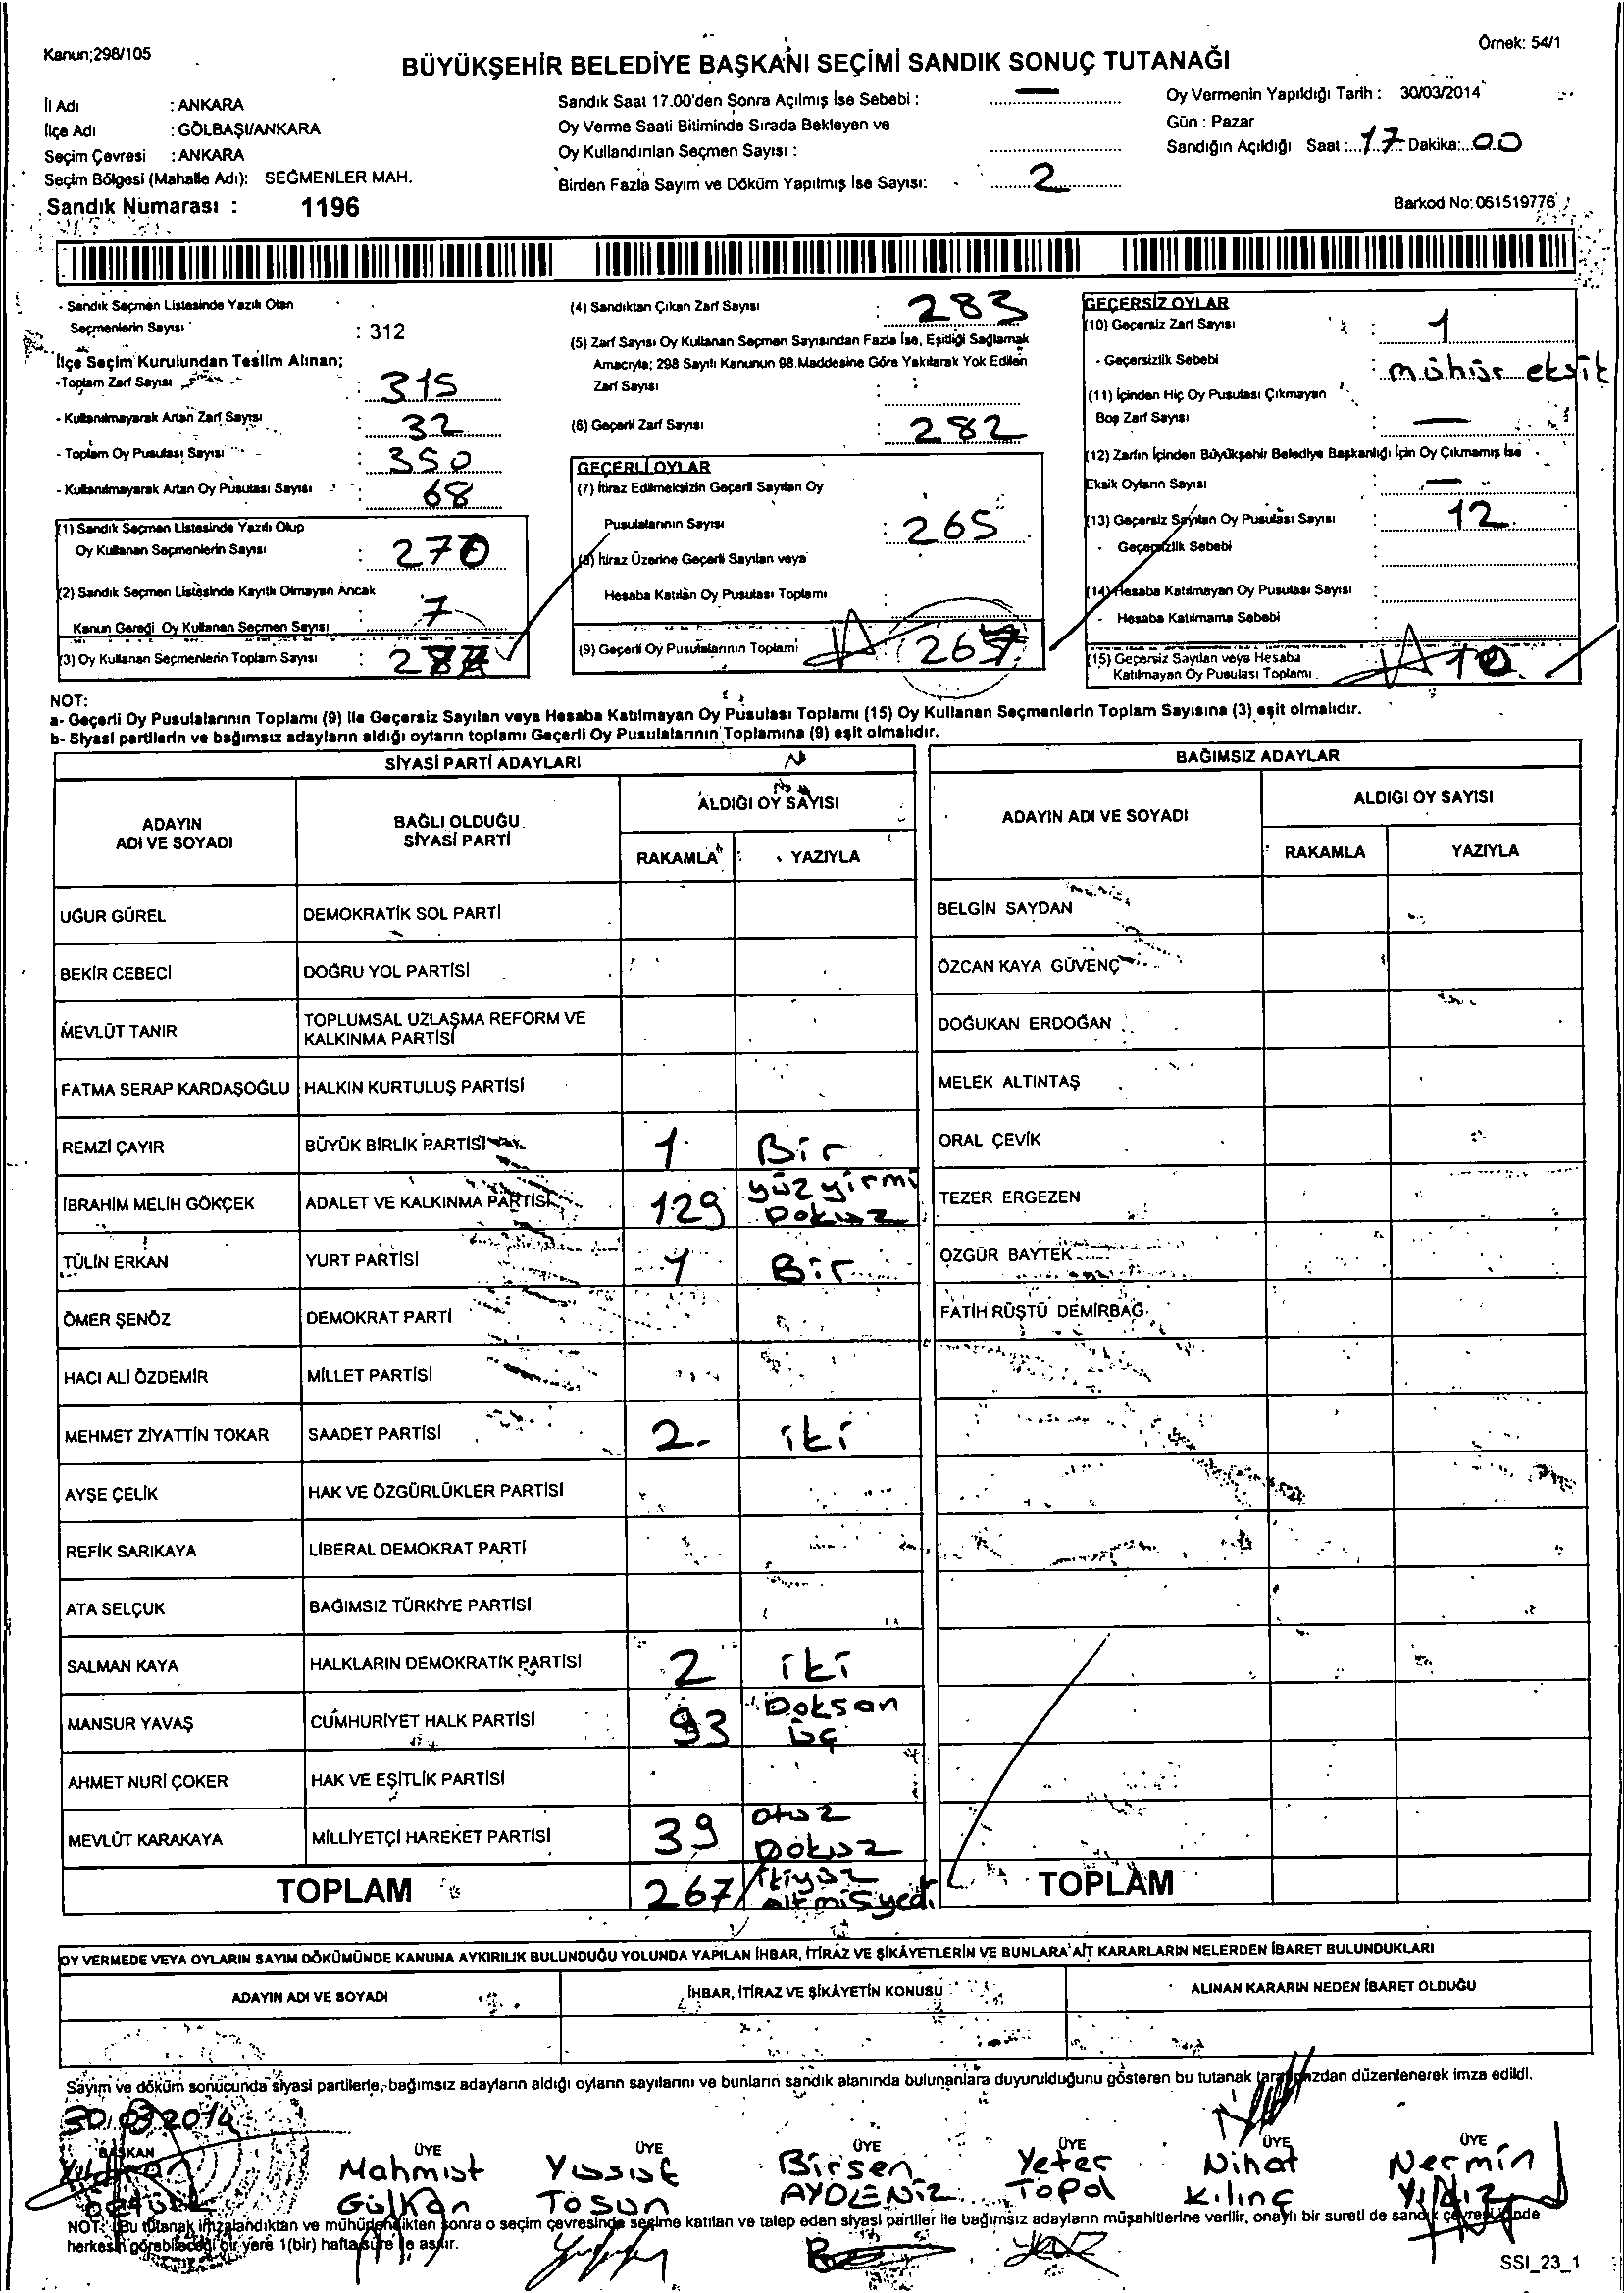 Kanun;298/105
Örnek: 54/1
BÜYÜKŞEHİR BELEDİYE BAŞKANI SEÇİMİ SANDIK SONUÇ TUTANAĞI
İl Adı : ANKARA
İlçe Adı : GÖLBAŞI/ANKARA
Seçim Çevresi : ANKARA
Seçim Bölgesi (Mahalle Adı): SEĞMENLER MAH.
Sandık Numarası : 1196
Sandık Saat 17.00'den Sonra Açılmış İse Sebebi : —
Oy Verme Saati Bitiminde Sırada Bekleyen ve
Oy Kullandırılan Seçmen Sayısı :
Birden Fazla Sayım ve Döküm Yapılmış İse Sayısı: 2
Oy Vermenin Yapıldığı Tarih : 30/03/2014
Gün : Pazar
Sandığın Açıldığı Saat : 17 Dakika: 00
Barkod No: 061519776
- Sandık Seçmen Listesinde Yazılı Olan
Seçmenlerin Sayısı : 312
İlçe Seçim Kurulundan Teslim Alınan;
-Toplam Zarf Sayısı : 315
- Kullanılmayarak Artan Zarf Sayısı : 32
- Toplam Oy Pusulası Sayısı : 350
- Kullanılmayarak Artan Oy Pusulası Sayısı : 68
(1) Sandık Seçmen Listesinde Yazılı Olup
Oy Kullanan Seçmenlerin Sayısı : 270
(2) Sandık Seçmen Listesinde Kayıtlı Olmayan Ancak
Kanun Gereği Oy Kullanan Seçmen Sayısı 7
(3) Oy Kullanan Seçmenlerin Toplam Sayısı :
(4) Sandıktan Çıkan Zarf Sayısı : 283
(5) Zarf Sayısı Oy Kullanan Seçmen Sayısından Fazla İse, Eşitliği Sağlamak
Amacıyla; 298 Sayılı Kanunun 98.Maddesine Göre Yakılarak Yok Edilen
Zarf Sayısı :
(6) Geçerli Zarf Sayısı : 282
GEÇERLİ OYLAR
(7) İtiraz Edilmeksizin Geçerli Sayılan Oy
Pusulalarının Sayısı : 265
(8) İtiraz Üzerine Geçerli Sayılan veya
Hesaba Katılan Oy Pusulası Toplamı :
(9) Geçerli Oy Pusulalarının Toplamı 267
GEÇERSİZ OYLAR
(10) Geçersiz Zarf Sayısı : 1
- Geçersizlik Sebebi : mühür eksik
(11) İçinden Hiç Oy Pusulası Çıkmayan
Boş Zarf Sayısı : —
(12) Zarfın İçinden Büyükşehir Belediye Başkanlığı İçin Oy Çıkmamış İse
Eksik Oyların Sayısı : —
(13) Geçersiz Sayılan Oy Pusulası Sayısı : 12
- Geçersizlik Sebebi :
(14) Hesaba Katılmayan Oy Pusulası Sayısı :
- Hesaba Katılmama Sebebi
(15) Geçersiz Sayılan veya Hesaba
Katılmayan Oy Pusulası Toplamı 10
NOT:
a- Geçerli Oy Pusulalarının Toplamı (9) ile Geçersiz Sayılan veya Hesaba Katılmayan Oy Pusulası Toplamı (15) Oy Kullanan Seçmenlerin Toplam Sayısına (3) eşit olmalıdır.
b- Siyasi partilerin ve bağımsız adayların aldığı oyların toplamı Geçerli Oy Pusulalarının Toplamına (9) eşit olmalıdır.
SİYASİ PARTİ ADAYLARI
ADAYIN ADI VE SOYADI
BAĞLI OLDUĞU SİYASİ PARTİ
ALDIĞI OY SAYISI
RAKAMLA YAZIYLA
UĞUR GÜREL DEMOKRATİK SOL PARTİ
BEKİR CEBECİ DOĞRU YOL PARTİSİ
MEVLÜT TANIR TOPLUMSAL UZLAŞMA REFORM VE KALKINMA PARTİSİ
FATMA SERAP KARDAŞOĞLU HALKIN KURTULUŞ PARTİSİ
REMZİ ÇAYIR BÜYÜK BİRLİK PARTİSİ 1 Bir
İBRAHİM MELİH GÖKÇEK ADALET VE KALKINMA PARTİSİ 129 yüz yirmi Dokuz
TÜLİN ERKAN YURT PARTİSİ 1 Bir
ÖMER ŞENÖZ DEMOKRAT PARTİ
HACI ALİ ÖZDEMİR MİLLET PARTİSİ
MEHMET ZİYATTİN TOKAR SAADET PARTİSİ 2 iki
AYŞE ÇELİK HAK VE ÖZGÜRLÜKLER PARTİSİ
REFİK SARIKAYA LİBERAL DEMOKRAT PARTİ
ATA SELÇUK BAĞIMSIZ TÜRKİYE PARTİSİ
SALMAN KAYA HALKLARIN DEMOKRATİK PARTİSİ 2 iki
MANSUR YAVAŞ CUMHURİYET HALK PARTİSİ 93 Doksan üç
AHMET NURİ ÇOKER HAK VE EŞİTLİK PARTİSİ
MEVLÜT KARAKAYA MİLLİYETÇİ HAREKET PARTİSİ 39 otuz Dokuz
TOPLAM 267 ikiyüz altmışyedi
BAĞIMSIZ ADAYLAR
ADAYIN ADI VE SOYADI
ALDIĞI OY SAYISI
RAKAMLA YAZIYLA
BELGİN SAYDAN
ÖZCAN KAYA GÜVENÇ
DOĞUKAN ERDOĞAN
MELEK ALTINTAŞ
ORAL ÇEVİK
TEZER ERGEZEN
ÖZGÜR BAYTEK
FATİH RÜŞTÜ DEMİRBAĞ
TOPLAM
OY VERMEDE VEYA OYLARIN SAYIM DÖKÜMÜNDE KANUNA AYKIRILIK BULUNDUĞU YOLUNDA YAPILAN İHBAR, İTİRAZ VE ŞİKAYETLERİN VE BUNLARA AİT KARARLARIN NELERDEN İBARET BULUNDUKLARI
ADAYIN ADI VE SOYADI İHBAR, İTİRAZ VE ŞİKAYETİN KONUSU ALINAN KARARIN NEDEN İBARET OLDUĞU
Sayım ve döküm sonucunda siyasi partilerle, bağımsız adayların aldığı oyların sayılarını ve bunların sandık alanında bulunanlara duyurulduğunu gösteren bu tutanak tarafımızdan düzenlenerek imza edildi.
30.03.2014
BAŞKAN ÜYE ÜYE ÜYE ÜYE ÜYE ÜYE
Mahmut Yusuf Birsen Yeter Nihat Nermin
Öztürk Gülkan Tosun AYDENİZ Topal Kılınç Yıldız
NOT: Bu tutanak imzalandıktan ve mühürlendikten sonra o seçim çevresinde seçime katılan ve talep eden siyasi partiler ile bağımsız adayların müşahitlerine verilir, onaylı bir sureti de sandık çevresinde
herkesin görebileceği bir yere 1(bir) hafta süre ile asılır.
SSI_23_1